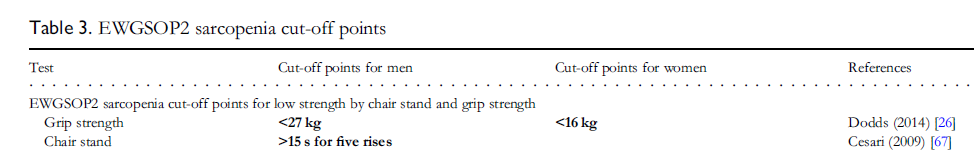 Table 3. EWGSOP2 sarcopenia cut-off points
Test Cut-off points for men Cut-off points for women References
EWGSOP2 sarcopenia cut-off points for low strength by chair stand and grip strength
Grip strength <27 kg <16 kg Dodds (2014) [26]
Chair stand >15 s for five rises Cesari (2009) [67]